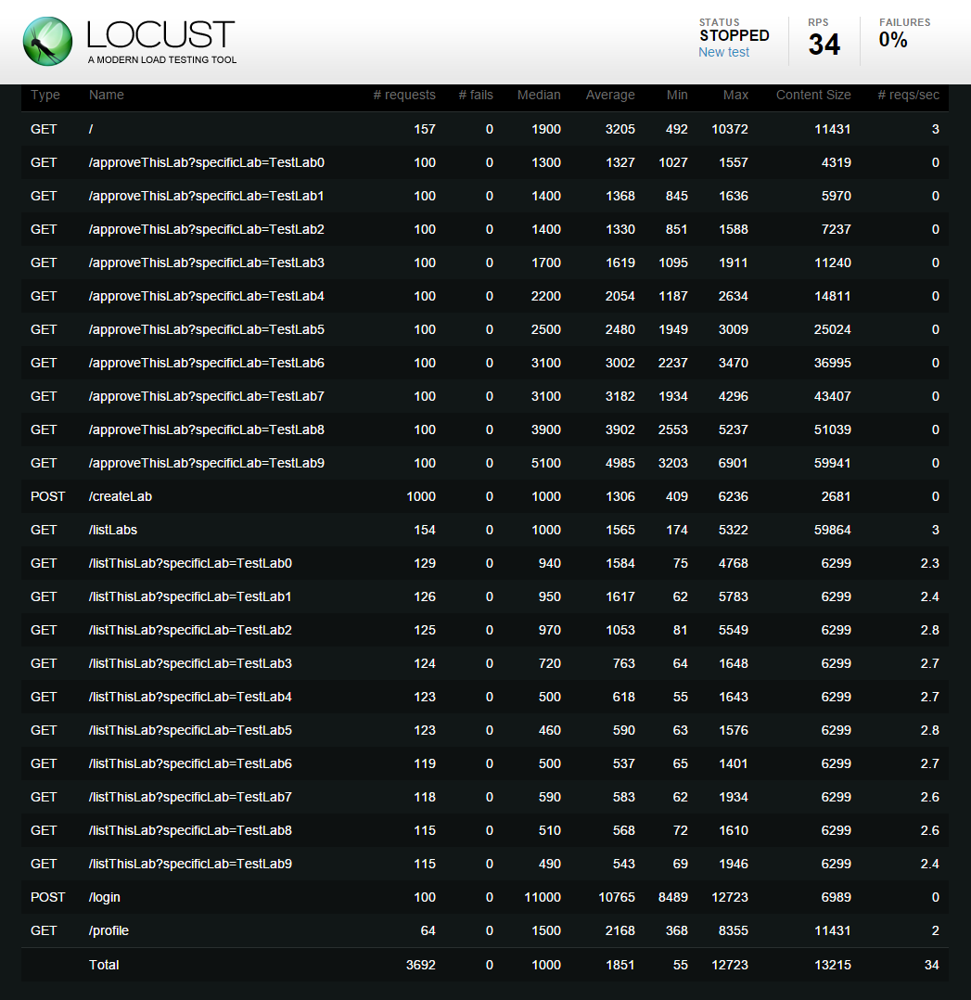 LOCUST
A MODERN LOAD TESTING TOOL
STATUS
STOPPED
New test
RPS
34
FAILURES
0%
Type Name # requests # fails Median Average Min Max Content Size # reqs/sec
GET / 157 0 1900 3205 492 10372 11431 3
GET /approveThisLab?specificLab=TestLab0 100 0 1300 1327 1027 1557 4319 0
GET /approveThisLab?specificLab=TestLab1 100 0 1400 1368 845 1636 5970 0
GET /approveThisLab?specificLab=TestLab2 100 0 1400 1330 851 1588 7237 0
GET /approveThisLab?specificLab=TestLab3 100 0 1700 1619 1095 1911 11240 0
GET /approveThisLab?specificLab=TestLab4 100 0 2200 2054 1187 2634 14811 0
GET /approveThisLab?specificLab=TestLab5 100 0 2500 2480 1949 3009 25024 0
GET /approveThisLab?specificLab=TestLab6 100 0 3100 3002 2237 3470 36995 0
GET /approveThisLab?specificLab=TestLab7 100 0 3100 3182 1934 4296 43407 0
GET /approveThisLab?specificLab=TestLab8 100 0 3900 3902 2553 5237 51039 0
GET /approveThisLab?specificLab=TestLab9 100 0 5100 4985 3203 6901 59941 0
POST /createLab 1000 0 1000 1306 409 6236 2681 0
GET /listLabs 154 0 1000 1565 174 5322 59864 3
GET /listThisLab?specificLab=TestLab0 129 0 940 1584 75 4768 6299 2.3
GET /listThisLab?specificLab=TestLab1 126 0 950 1617 62 5783 6299 2.4
GET /listThisLab?specificLab=TestLab2 125 0 970 1053 81 5549 6299 2.8
GET /listThisLab?specificLab=TestLab3 124 0 720 763 64 1648 6299 2.7
GET /listThisLab?specificLab=TestLab4 123 0 500 618 55 1643 6299 2.7
GET /listThisLab?specificLab=TestLab5 123 0 460 590 63 1576 6299 2.8
GET /listThisLab?specificLab=TestLab6 119 0 500 537 65 1401 6299 2.7
GET /listThisLab?specificLab=TestLab7 118 0 590 583 62 1934 6299 2.6
GET /listThisLab?specificLab=TestLab8 115 0 510 568 72 1610 6299 2.6
GET /listThisLab?specificLab=TestLab9 115 0 490 543 69 1946 6299 2.4
POST /login 100 0 11000 10765 8489 12723 6989 0
GET /profile 64 0 1500 2168 368 8355 11431 2
Total 3692 0 1000 1851 55 12723 13215 34